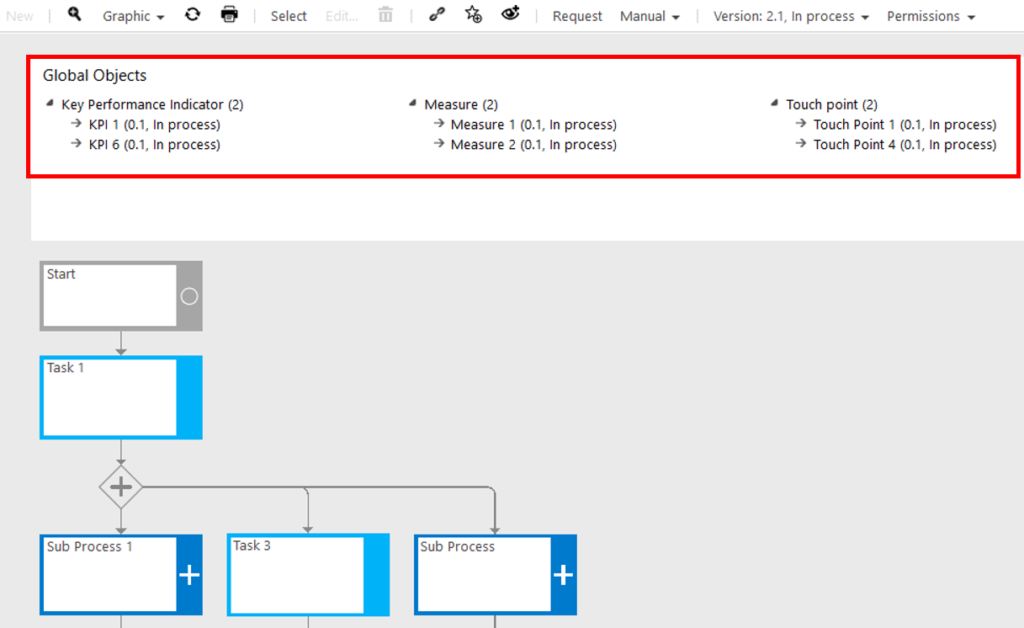 New Graphic Select Edit... Request Manual Version: 2.1, In process Permissions
Global Objects
Key Performance Indicator (2)
KPI 1 (0.1, In process)
KPI 6 (0.1, In process)
Measure (2)
Measure 1 (0.1, In process)
Measure 2 (0.1, In process)
Touch point (2)
Touch Point 1 (0.1, In process)
Touch Point 4 (0.1, In process)
Start
Task 1
Sub Process 1
Task 3
Sub Process